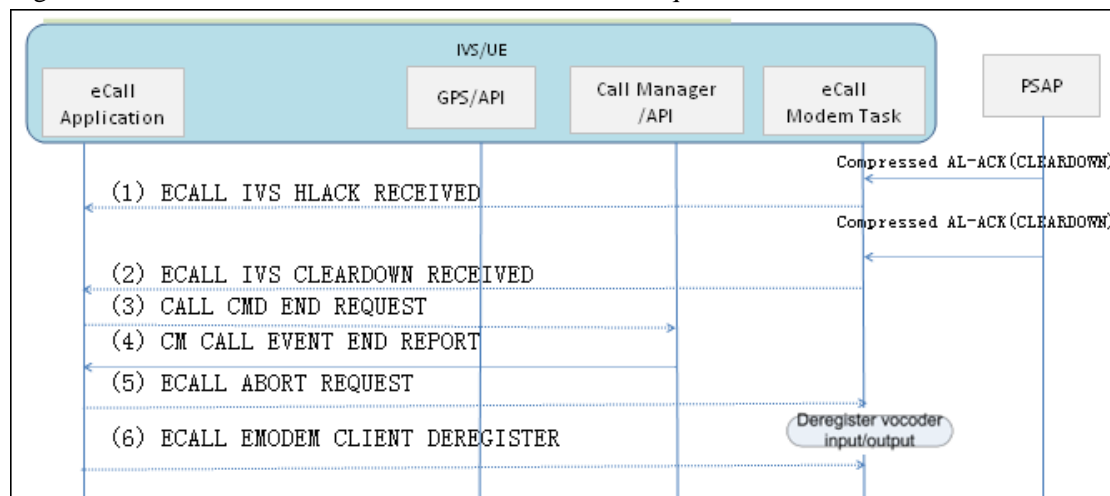 IVS/UE
eCall
Application
GPS/API
Call Manager
/API
eCall
Modem Task
PSAP
Compressed AL-ACK(CLEARDOWN)
(1) ECALL IVS HLACK RECEIVED
Compressed AL-ACK(CLEARDOWN)
(2) ECALL IVS CLEARDOWN RECEIVED
(3) CALL CMD END REQUEST
(4) CM CALL EVENT END REPORT
(5) ECALL ABORT REQUEST
Deregister vocoder
input/output
(6) ECALL EMODEM CLIENT DEREGISTER